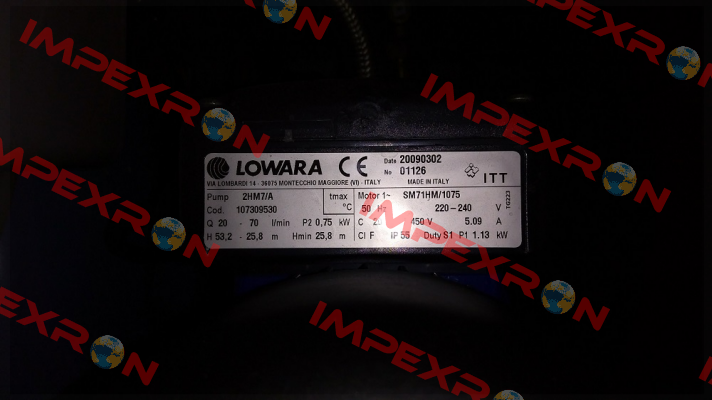 LOWARA CE Date 20090302
No 01126
VIA LOMBARDI 14 - 36075 MONTECCHIO MAGGIORE (VI) - ITALY MADE IN ITALY ITT
Pump 2HM7/A tmax Motor 1~ SM71HM/1075
Cod. 107309530 °C 50 Hz 220-240 V
Q 20 - 70 l/min P2 0,75 kW C 450 V 5.09 A
H 53,2 - 25,8 m Hmin 25,8 m Cl F IP 55 Duty S1 P1 1.13 kW
IMPEXRON
IMPEXRON
IMPEXRON
IMPEXRON
IMPEXRON
IMPEXRON
IMPEXRON
IMPEXRON